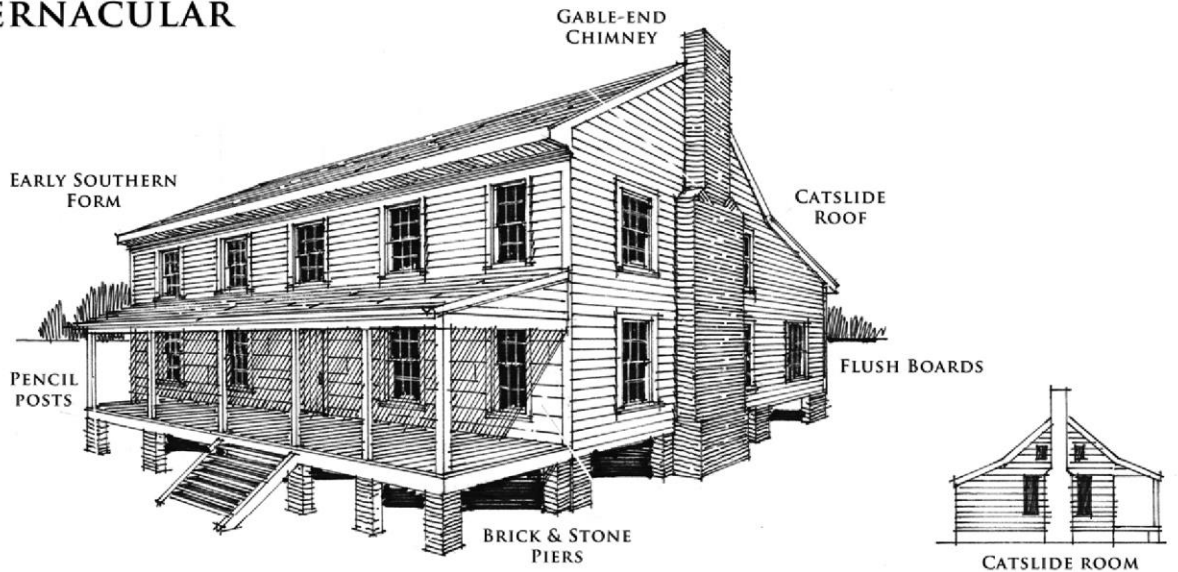 ERNACULAR
GABLE-END
CHIMNEY
EARLY SOUTHERN
FORM
CATSLIDE
ROOF
PENCIL
POSTS
FLUSH BOARDS
BRICK & STONE
PIERS
CATSLIDE ROOM